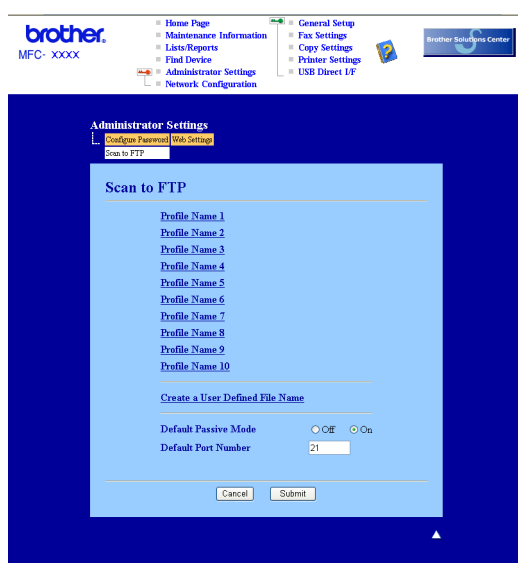 brother.
MFC- XXXX
Home Page
Maintenance Information
Lists/Reports
Find Device
Administrator Settings
Network Configuration
General Setup
Fax Settings
Copy Settings
Printer Settings
USB Direct I/F
Brother Solutions Center
Administrator Settings
Configure Password Web Settings
Scan to FTP
Scan to FTP
Profile Name 1
Profile Name 2
Profile Name 3
Profile Name 4
Profile Name 5
Profile Name 6
Profile Name 7
Profile Name 8
Profile Name 9
Profile Name 10
Create a User Defined File Name
Default Passive Mode Off On
Default Port Number 21
Cancel Submit